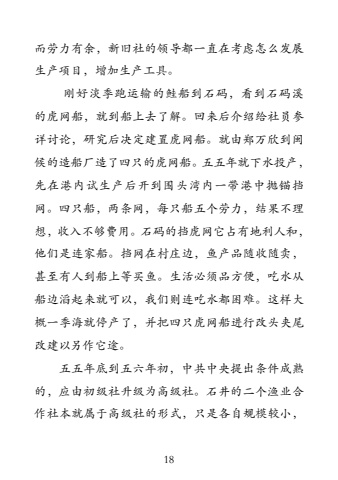 而劳力有余，新旧社的领导都一直在考虑怎么发展
生产项目，增加生产工具。
刚好淡季跑运输的鲑船到石码，看到石码溪
的虎网船，就到船上去了解。回来后介绍给社员参
详讨论，研究后决定建置虎网船。就由郑万欣到闽
候的造船厂造了四只的虎网船。五五年就下水投产，
先在港内试生产后开到围头湾内一带港中抛锚挡
网。四只船，两条网，每只船五个劳力，结果不理
想，收入不够费用。石码的挡虎网它占有地利人和，
他们是连家船。挡网在村庄边，鱼产品随收随卖，
甚至有人到船上等买鱼。生活必须品方便，吃水从
船边滔起来就可以，我们则连吃水都困难。这样大
概一季海就停产了，并把四只虎网船进行改头夹尾
改建以另作它途。
五五年底到五六年初，中共中央提出条件成熟
的，应由初级社升级为高级社。石井的二个渔业合
作社本就属于高级社的形式，只是各自规模较小，
18